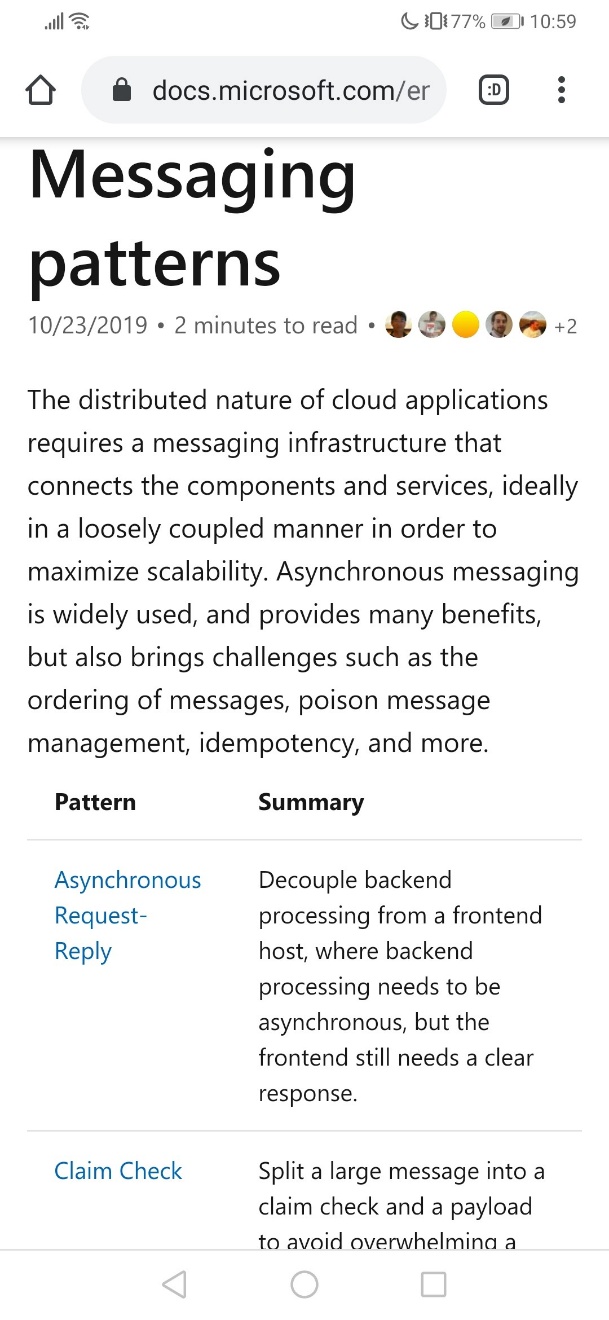 77% 10:59
docs.microsoft.com/er
:D
Messaging
patterns
10/23/2019 • 2 minutes to read • +2
The distributed nature of cloud applications
requires a messaging infrastructure that
connects the components and services, ideally
in a loosely coupled manner in order to
maximize scalability. Asynchronous messaging
is widely used, and provides many benefits,
but also brings challenges such as the
ordering of messages, poison message
management, idempotency, and more.
Pattern Summary
Asynchronous
Request-
Reply
Decouple backend
processing from a frontend
host, where backend
processing needs to be
asynchronous, but the
frontend still needs a clear
response.
Claim Check
Split a large message into a
claim check and a payload
to avoid overwhelming a